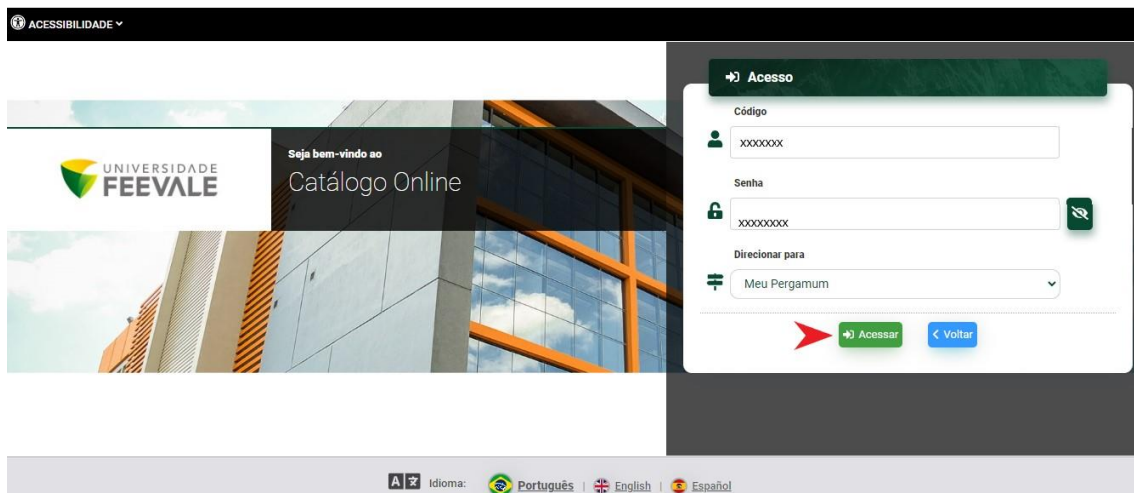 ACESSIBILIDADE
Acesso
Código
xxxxxxx
Senha
xxxxxxxx
Direcionar para
Meu Pergamum
Acessar
Voltar
UNIVERSIDADE
FEEVALE
Seja bem-vindo ao
Catálogo Online
Idioma: Português | English | Español